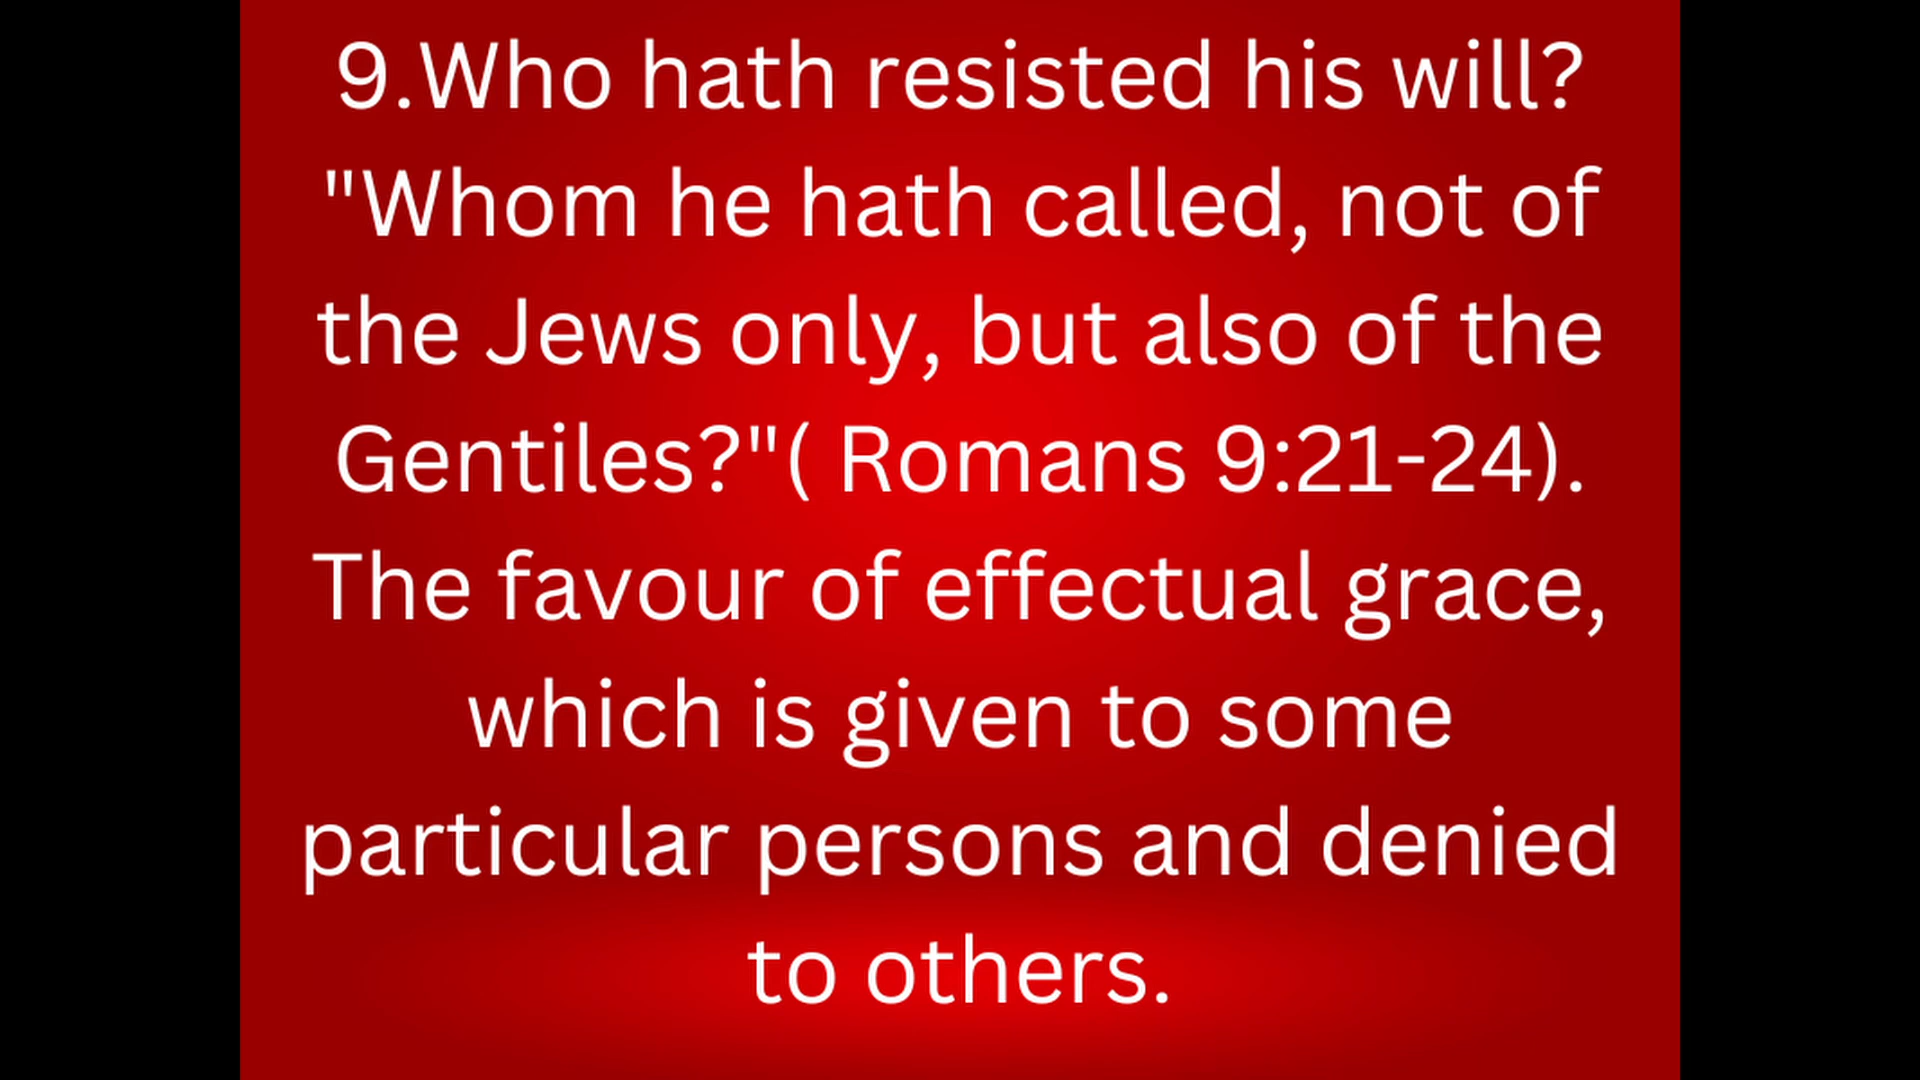 9.Who hath resisted his will?
"Whom he hath called, not of
the Jews only, but also of the
Gentiles?"( Romans 9:21-24).
The favour of effectual grace,
which is given to some
particular persons and denied
to others.